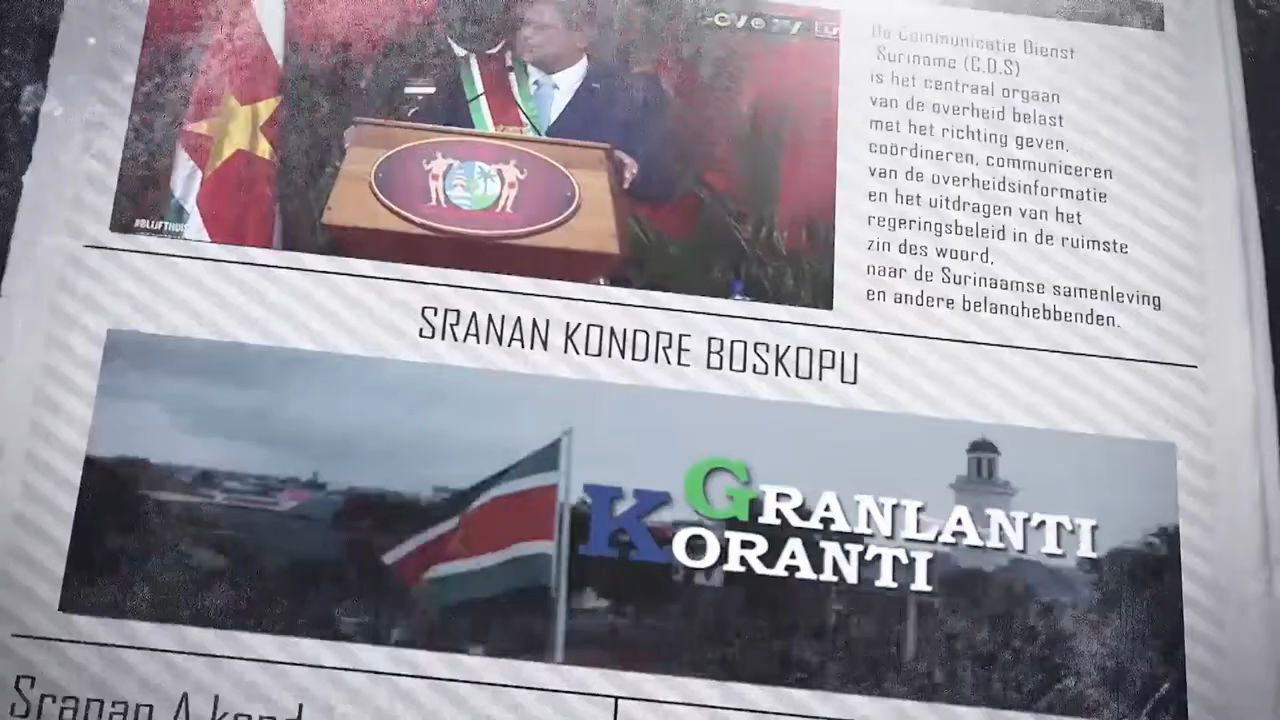 De Communicatie Dienst
Suriname (C.D.S)
is het centraal orgaan
van de overheid belast
met het richting geven,
coördineren, communiceren
van de overheidsinformatie
en het uitdragen van het
regeringsbeleid in de ruimste
zin des woord,
naar de Surinaamse samenleving
en andere belanghebbenden.
#BLIJFTHUIS
SRANAN KONDRE BOSKOPU
GRANLANTI
KORANTI
Sranan